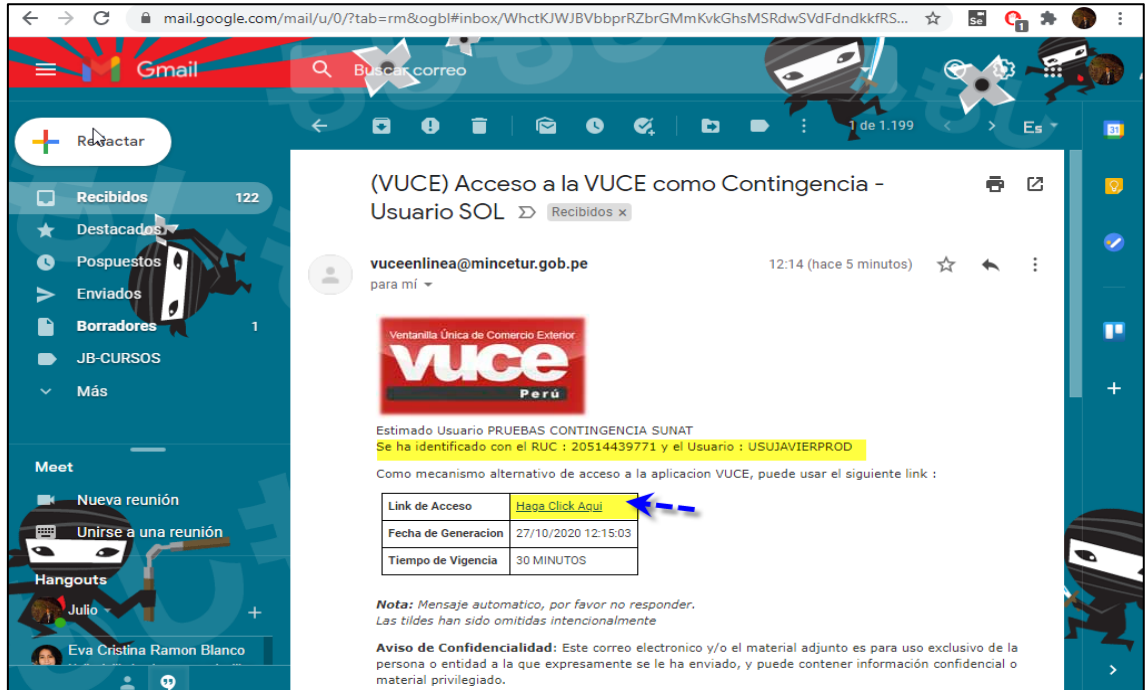 mail.google.com/mail/u/0/?tab=rm&ogbl#inbox/WhctKJWJBVbbprRZbrGMmKvkGhsMSRdwSVdFdndkkfRS...
Se
1
Gmail
Buscar correo
Redactar
1 de 1.199
Es
31
Recibidos 122
Destacados
Pospuestos
Enviados
Borradores 1
JB-CURSOS
Más
Meet
Nueva reunión
Unirse a una reunión
Hangouts
Julio
Eva Cristina Ramon Blanco
(VUCE) Acceso a la VUCE como Contingencia -
Usuario SOL Recibidos x
vuceenlinea@mincetur.gob.pe 12:14 (hace 5 minutos)
para mí
Ventanilla Única de Comercio Exterior
vuce
Perú
Estimado Usuario PRUEBAS CONTINGENCIA SUNAT
Se ha identificado con el RUC : 20514439771 y el Usuario : USUJAVIERPROD
Como mecanismo alternativo de acceso a la aplicacion VUCE, puede usar el siguiente link :
Link de Acceso Haga Click Aqui
Fecha de Generacion 27/10/2020 12:15:03
Tiempo de Vigencia 30 MINUTOS
Nota: Mensaje automatico, por favor no responder.
Las tildes han sido omitidas intencionalmente
Aviso de Confidencialidad: Este correo electronico y/o el material adjunto es para uso exclusivo de la
persona o entidad a la que expresamente se le ha enviado, y puede contener información confidencial o
material privilegiado.